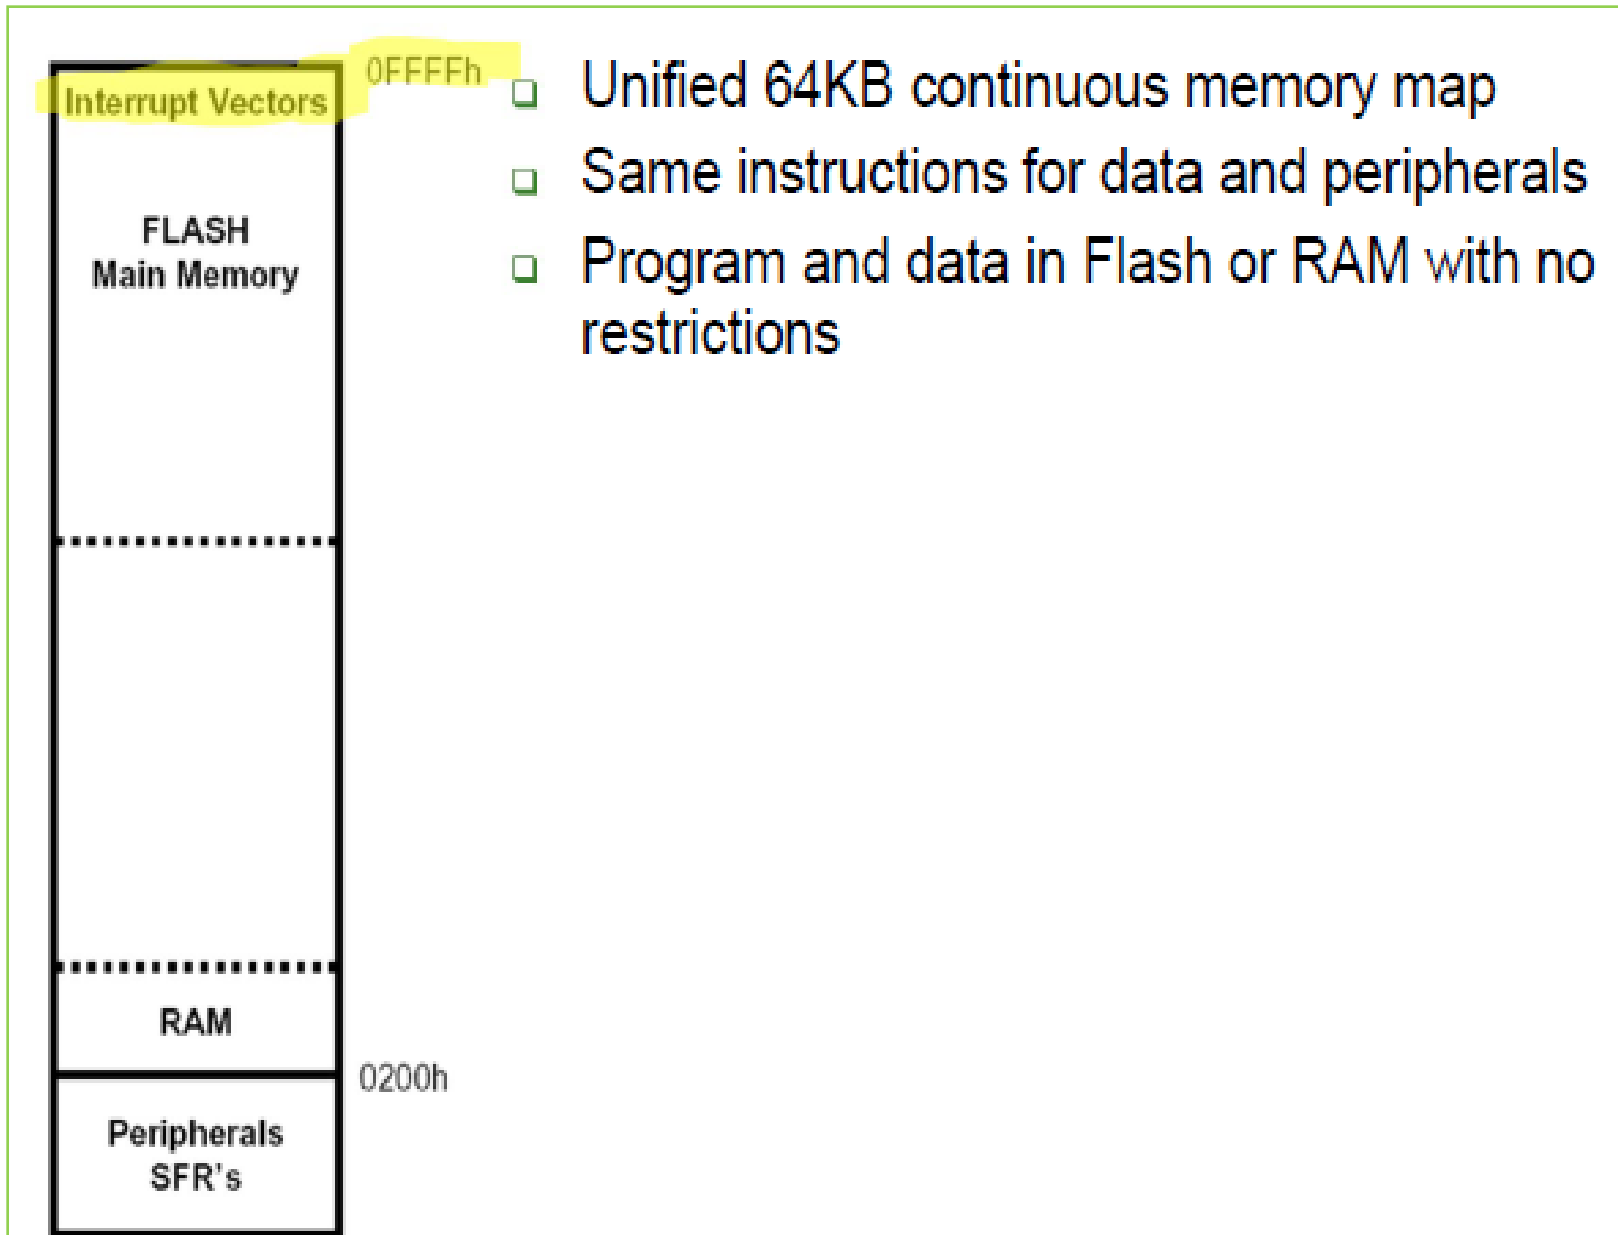 0FFFFh
Interrupt Vectors
FLASH
Main Memory
RAM
0200h
Peripherals
SFR's
Unified 64KB continuous memory map
Same instructions for data and peripherals
Program and data in Flash or RAM with no
restrictions